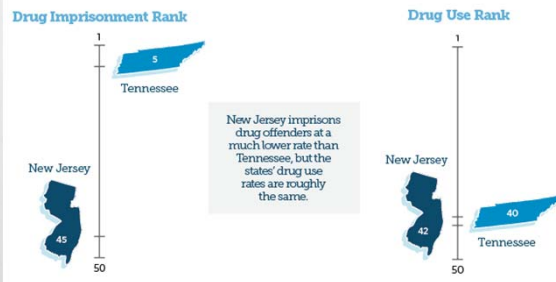 Drug Imprisonment Rank
1
5
Tennessee
New Jersey
45
50
New Jersey imprisons
drug offenders at a
much lower rate than
Tennessee, but the
states' drug use
rates are roughly
the same.
Drug Use Rank
1
New Jersey
42
40
Tennessee
50